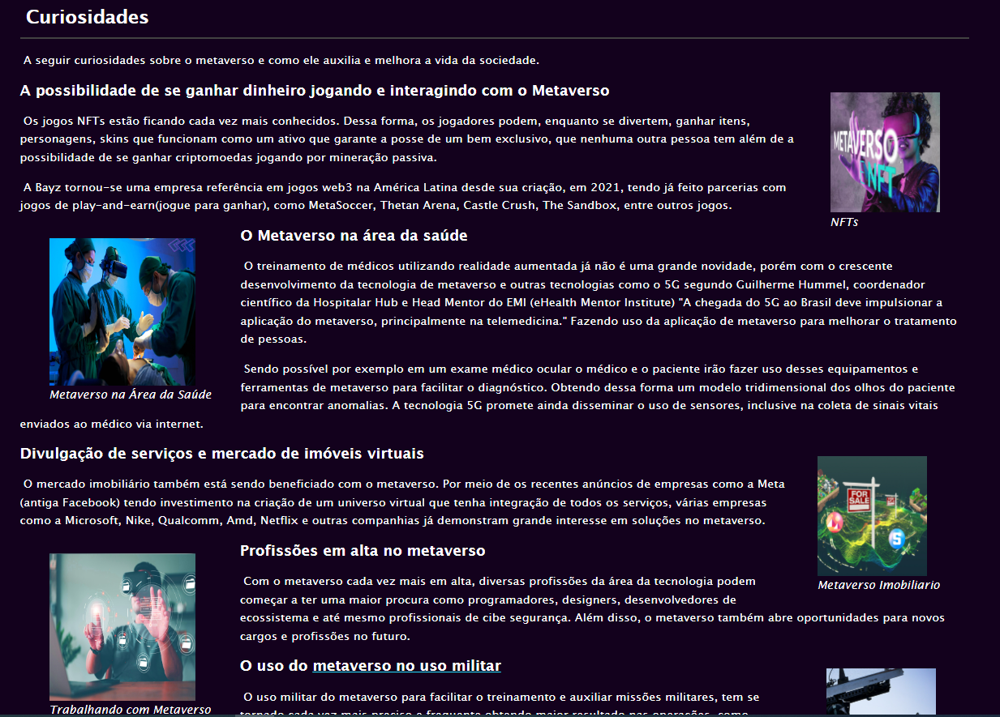 Curiosidades
A seguir curiosidades sobre o metaverso e como ele auxilia e melhora a vida da sociedade.
A possibilidade de se ganhar dinheiro jogando e interagindo com o Metaverso
Os jogos NFTs estão ficando cada vez mais conhecidos. Dessa forma, os jogadores podem, enquanto se divertem, ganhar itens,
personagens, skins que funcionam como um ativo que garante a posse de um bem exclusivo, que nenhuma outra pessoa tem além de a
possibilidade de se ganhar criptomoedas jogando por mineração passiva.
A Bayz tornou-se uma empresa referência em jogos web3 na América Latina desde sua criação, em 2021, tendo já feito parcerias com
jogos de play-and-earn(jogue para ganhar), como MetaSoccer, Thetan Arena, Castle Crush, The Sandbox, entre outros jogos.
METAVERSO
NFT
NFTs
O Metaverso na área da saúde
O treinamento de médicos utilizando realidade aumentada já não é uma grande novidade, porém com o crescente
desenvolvimento da tecnologia de metaverso e outras tecnologias como o 5G segundo Guilherme Hummel, coordenador
científico da Hospitalar Hub e Head Mentor do EMI (eHealth Mentor Institute) "A chegada do 5G ao Brasil deve impulsionar a
aplicação do metaverso, principalmente na telemedicina." Fazendo uso da aplicação de metaverso para melhorar o tratamento
de pessoas.
Metaverso na Área da Saúde
Sendo possível por exemplo em um exame médico ocular o médico e o paciente irão fazer uso desses equipamentos e
ferramentas de metaverso para facilitar o diagnóstico. Obtendo dessa forma um modelo tridimensional dos olhos do paciente
para encontrar anomalias. A tecnologia 5G promete ainda disseminar o uso de sensores, inclusive na coleta de sinais vitais
enviados ao médico via internet.
Divulgação de serviços e mercado de imóveis virtuais
O mercado imobiliário também está sendo beneficiado com o metaverso. Por meio de os recentes anúncios de empresas como a Meta
(antiga Facebook) tendo investimento na criação de um universo virtual que tenha integração de todos os serviços, várias empresas
como a Microsoft, Nike, Qualcomm, Amd, Netflix e outras companhias já demonstram grande interesse em soluções no metaverso.
FOR
SALE
Metaverso Imobiliario
Profissões em alta no metaverso
Com o metaverso cada vez mais em alta, diversas profissões da área da tecnologia podem
começar a ter uma maior procura como programadores, designers, desenvolvedores de
ecossistema e até mesmo profissionais de cibe segurança. Além disso, o metaverso também abre oportunidades para novos
cargos e profissões no futuro.
Trabalhando com Metaverso
O uso do metaverso no uso militar
O uso militar do metaverso para facilitar o treinamento e auxiliar missões militares, tem se
tornado cada vez mais preciso e frequente obtendo maior resultado nas operações, como